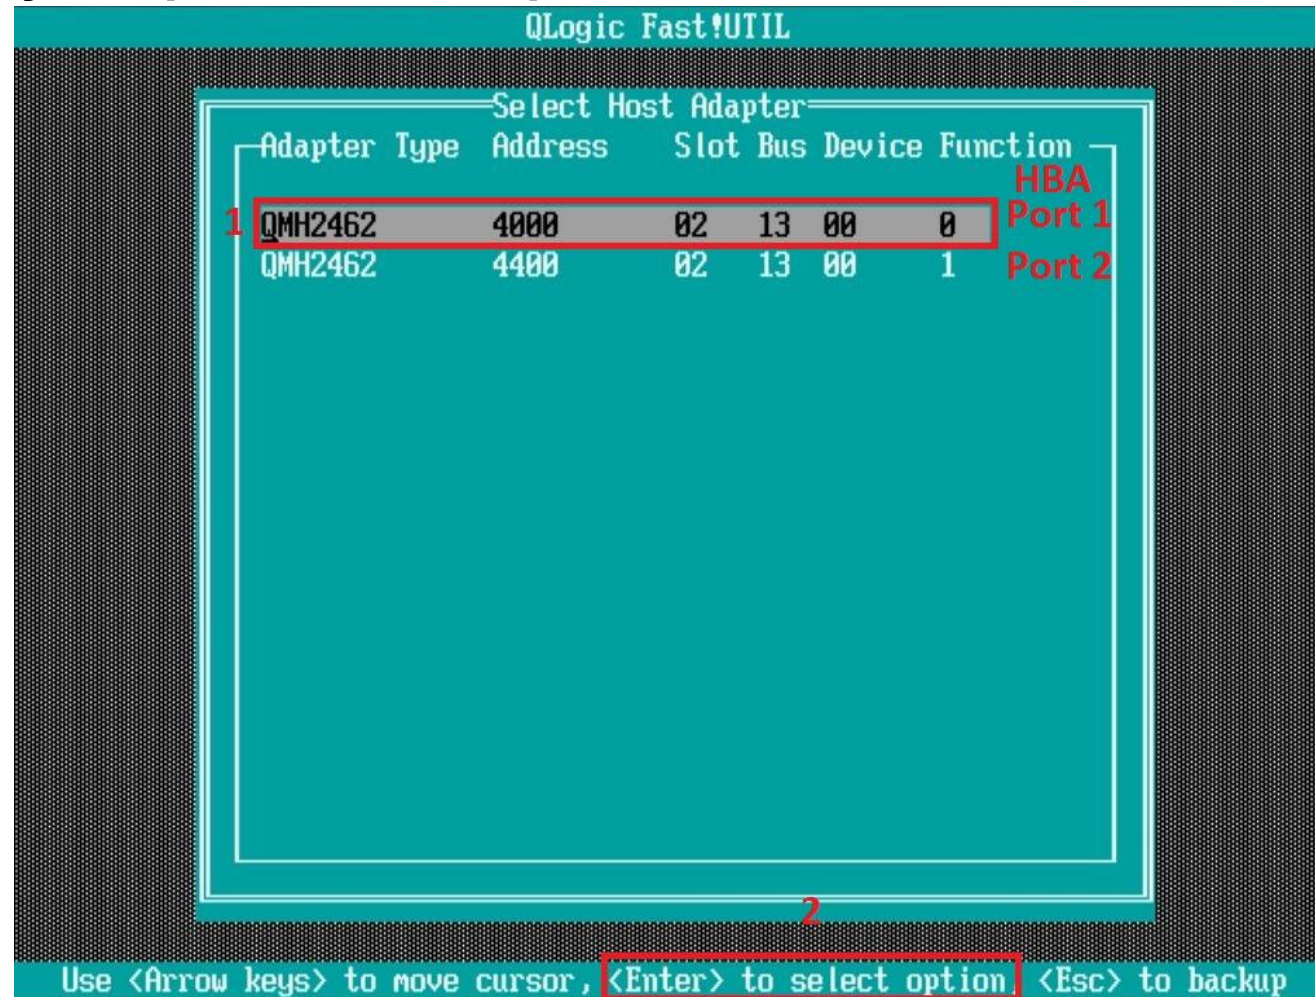 QLogic Fast!UTIL
Select Host Adapter
Adapter Type Address Slot Bus Device Function
HBA
1 QMH2462 4000 02 13 00 0 Port 1
QMH2462 4400 02 13 00 1 Port 2
2
Use <Arrow keys> to move cursor, <Enter> to select option, <Esc> to backup